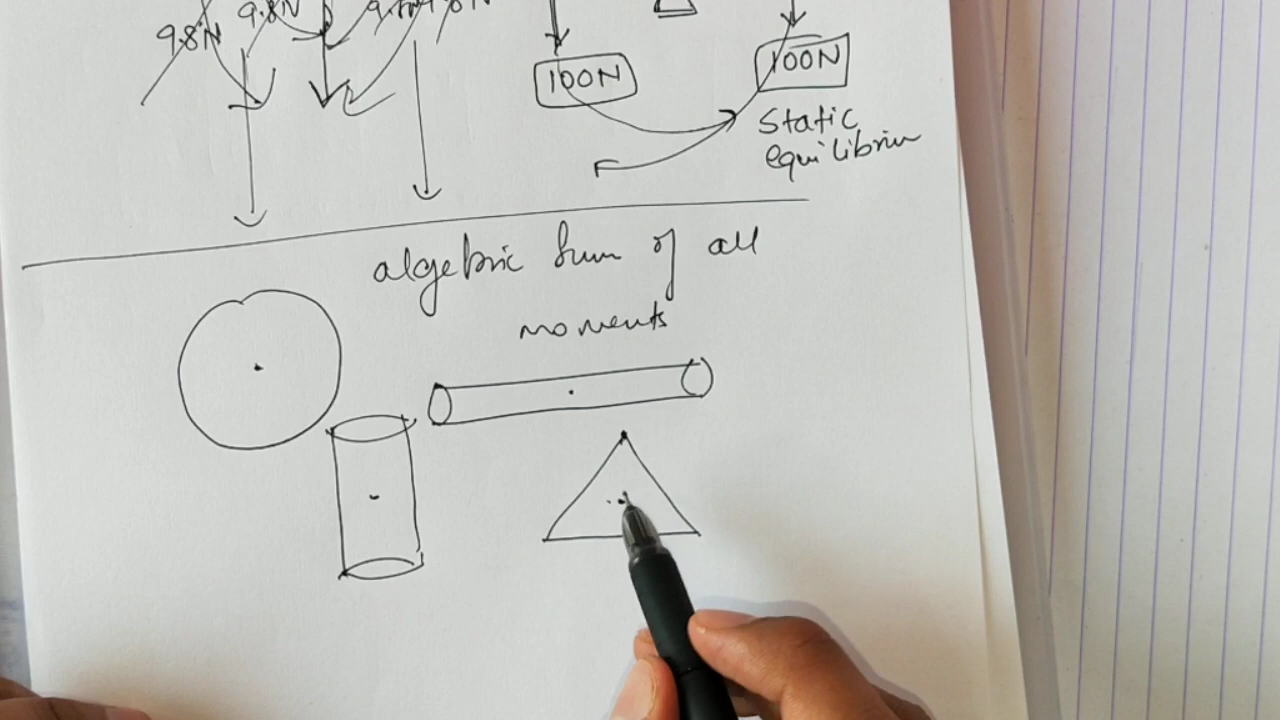 9.8N
9.8N
100N
100N
Static
equilibrium
algebric Sum of all
moments